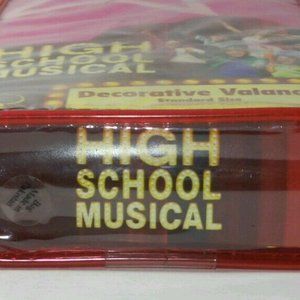 HIGH
SCHOOL
MUSICAL
Decorative Valance
Standard Size
HIGH
SCHOOL
MUSICAL